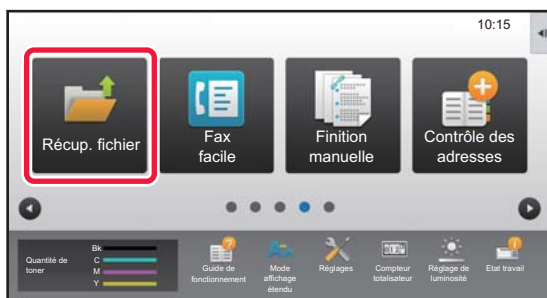 10:15
Récup. fichier
Fax
facile
Finition
manuelle
Contrôle des
adresses
Quantité de
toner
Bk
C
M
Y
Guide de
fonctionnement
Mode
affichage
étendu
Réglages
Compteur
totalisateur
Réglage de
luminosité
Etat travail